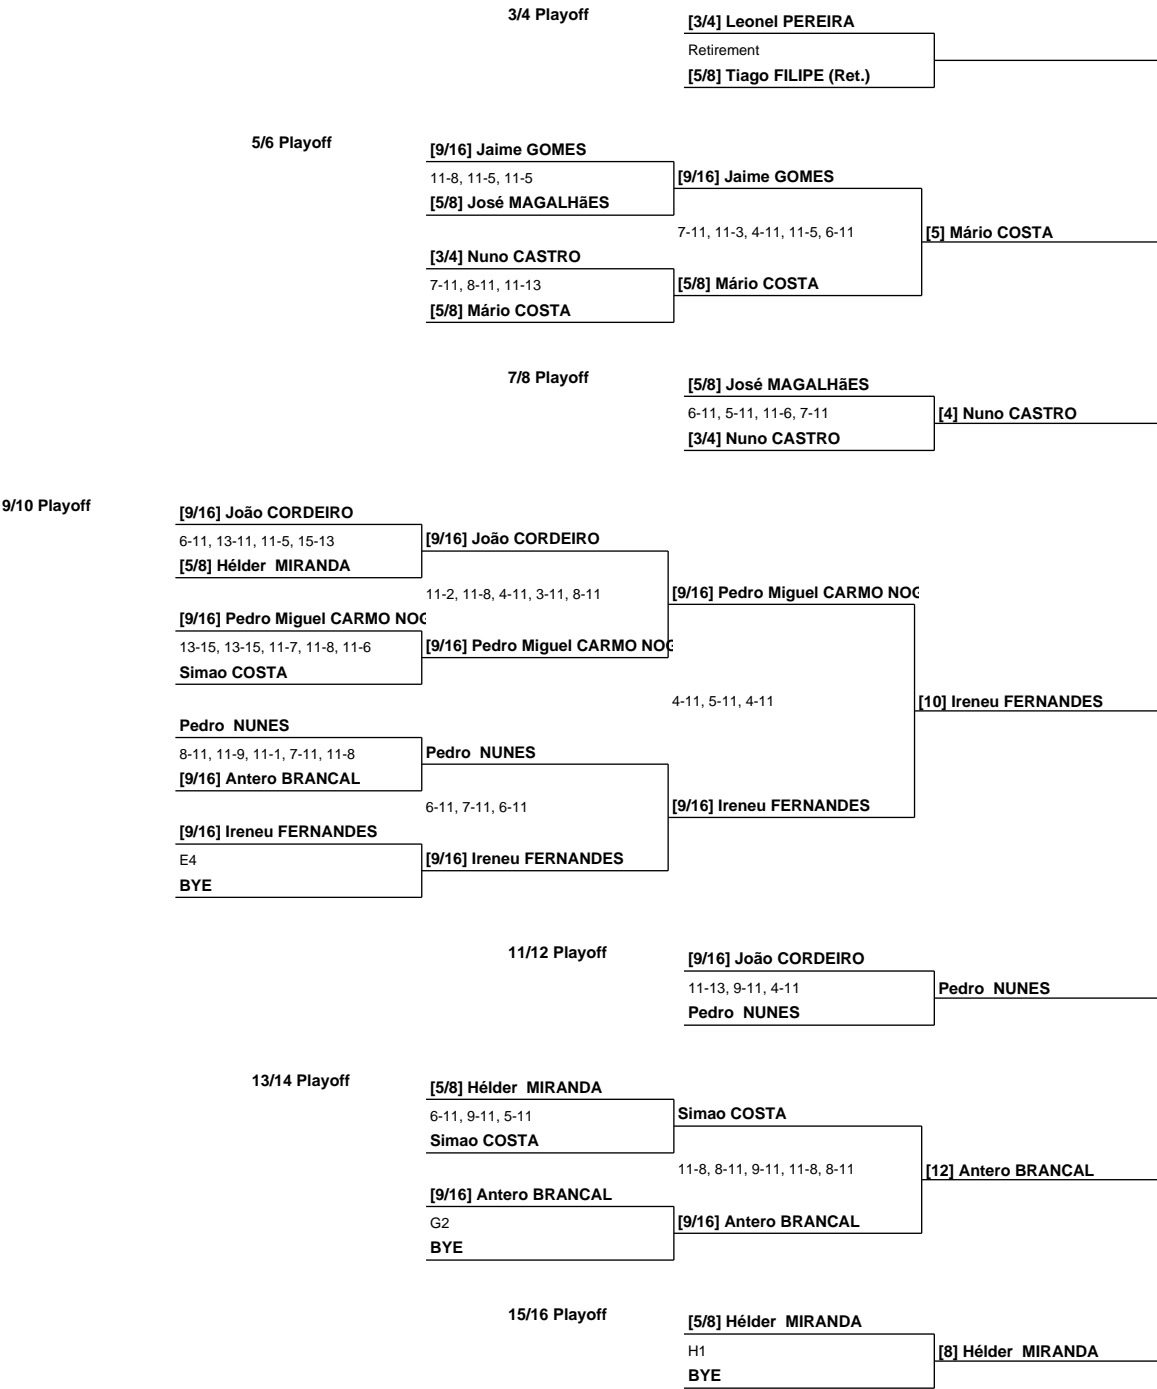 3/4 Playoff
[3/4] Leonel PEREIRA
Retirement
[5/8] Tiago FILIPE (Ret.)
5/6 Playoff
[9/16] Jaime GOMES
11-8, 11-5, 11-5
[5/8] José MAGALHãES
[9/16] Jaime GOMES
7-11, 11-3, 4-11, 11-5, 6-11
[5] Mário COSTA
[3/4] Nuno CASTRO
7-11, 8-11, 11-13
[5/8] Mário COSTA
[5/8] Mário COSTA
7/8 Playoff
[5/8] José MAGALHãES
6-11, 5-11, 11-6, 7-11
[3/4] Nuno CASTRO
[4] Nuno CASTRO
9/10 Playoff
[9/16] João CORDEIRO
6-11, 13-11, 11-5, 15-13
[5/8] Hélder  MIRANDA
[9/16] João CORDEIRO
11-2, 11-8, 4-11, 3-11, 8-11
[9/16] Pedro Miguel CARMO NOG
[9/16] Pedro Miguel CARMO NOG
13-15, 13-15, 11-7, 11-8, 11-6
Simao COSTA
[9/16] Pedro Miguel CARMO NOG
4-11, 5-11, 4-11
[10] Ireneu FERNANDES
Pedro  NUNES
8-11, 11-9, 11-1, 7-11, 11-8
[9/16] Antero BRANCAL
Pedro  NUNES
6-11, 7-11, 6-11
[9/16] Ireneu FERNANDES
[9/16] Ireneu FERNANDES
E4
BYE
[9/16] Ireneu FERNANDES
11/12 Playoff
[9/16] João CORDEIRO
11-13, 9-11, 4-11
Pedro  NUNES
Pedro  NUNES
13/14 Playoff
[5/8] Hélder  MIRANDA
6-11, 9-11, 5-11
Simao COSTA
Simao COSTA
11-8, 8-11, 9-11, 11-8, 8-11
[12] Antero BRANCAL
[9/16] Antero BRANCAL
G2
BYE
[9/16] Antero BRANCAL
15/16 Playoff
[5/8] Hélder  MIRANDA
H1
BYE
[8] Hélder  MIRANDA